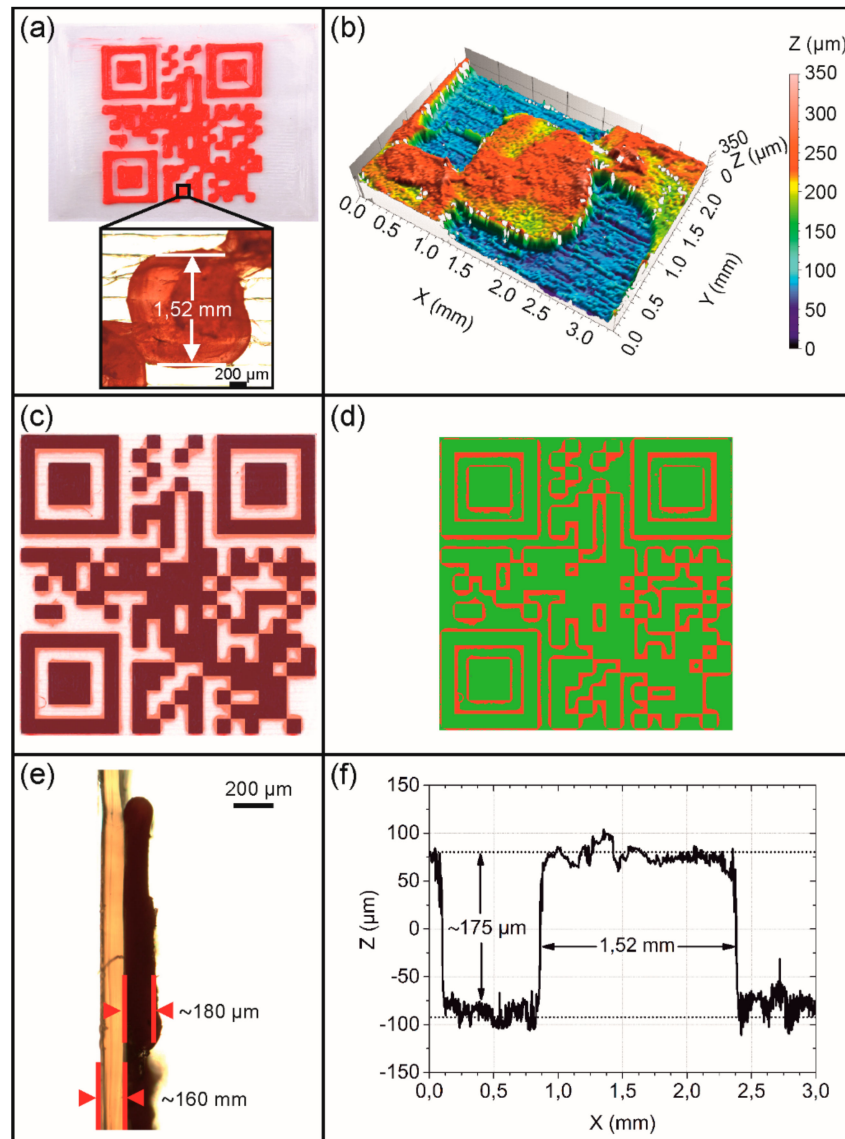 (a)
1,52 mm
200 µm
(b)
Z (µm)
350
300
250
200
150
100
50
0
350
Z (µm)
0
0.0
0.5
1.0
1.5
2.0
2.5
3.0
X (mm)
0.0
0.5
1.0
1.5
2.0
Y (mm)
(c)
(d)
(e)
200 µm
~180 µm
~160 mm
(f)
150
100
50
0
-50
-100
-150
Z (µm)
~175 µm
1,52 mm
0,0 0,5 1,0 1,5 2,0 2,5 3,0
X (mm)